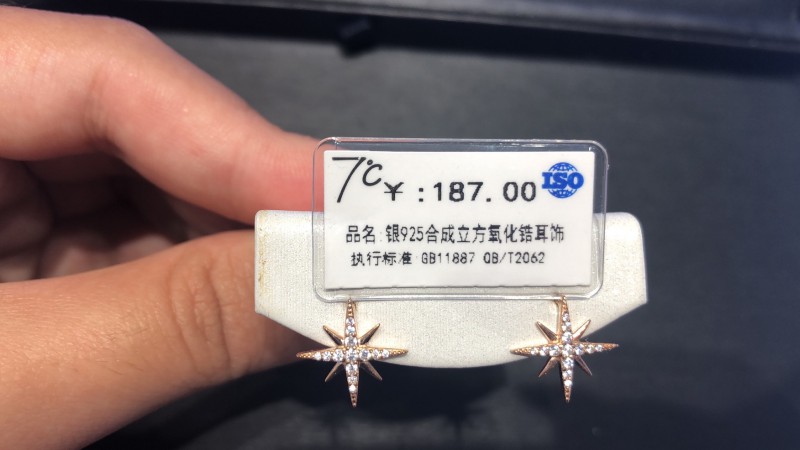 7℃ ¥:187.00 ISO
品名:银925合成立方氧化锆耳饰
执行标准:GB11887 QB/T2062